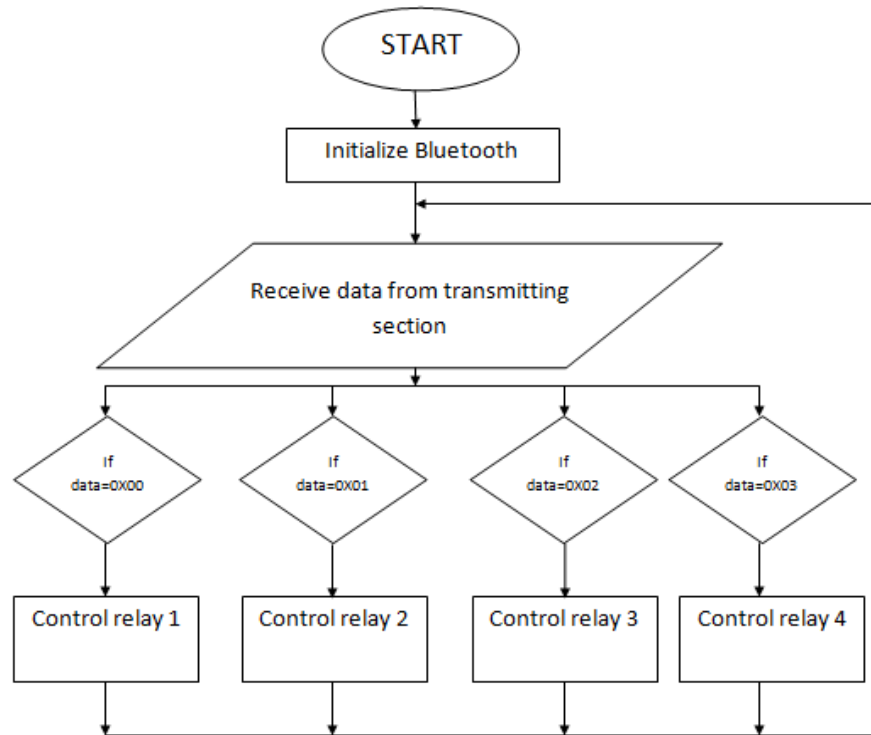 START
Initialize Bluetooth
Receive data from transmitting
section
If
data=0X00
If
data=0X01
If
data=0X02
If
data=0X03
Control relay 1
Control relay 2
Control relay 3
Control relay 4